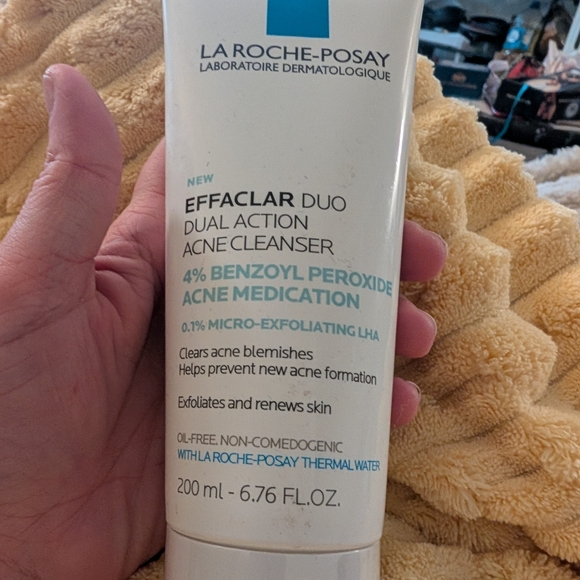 LA ROCHE-POSAY
LABORATOIRE DERMATOLOGIQUE
NEW
EFFACLAR DUO
DUAL ACTION
ACNE CLEANSER
4% BENZOYL PEROXIDE
ACNE MEDICATION
0.1% MICRO-EXFOLIATING LHA
Clears acne blemishes
Helps prevent new acne formation
Exfoliates and renews skin
OIL-FREE. NON-COMEDOGENIC
WITH LA ROCHE-POSAY THERMAL WATER
200 ml - 6.76 FL.OZ.